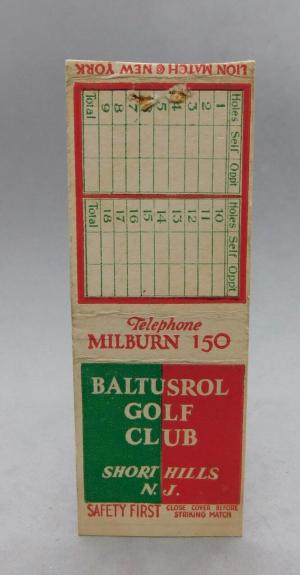 LION MATCH Co NEW YORK
Holes Self Oppt
1
2
3
4
5
6
7
8
9
Total
Holes Self Oppt
10
11
12
13
14
15
16
17
18
Total
Telephone
MILBURN 150
BALTUSROL
GOLF
CLUB
SHORT HILLS
N. J.
SAFETY FIRST CLOSE COVER BEFORE
STRIKING MATCH